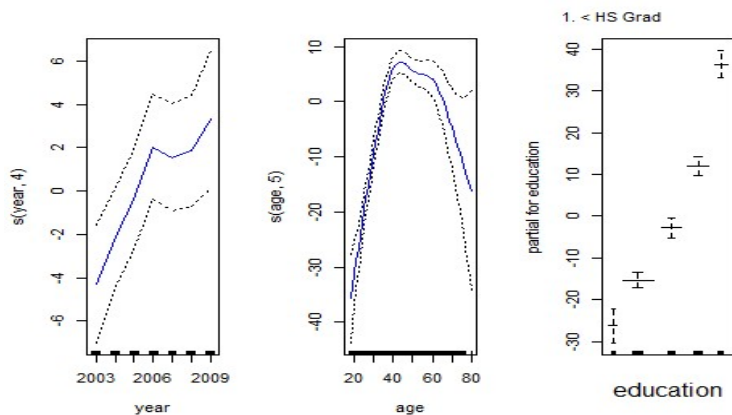 s(year, 4)
6
4
2
0
-2
-4
-6
2003 2006 2009
year
s(age, 5)
10
0
-10
-20
-30
-40
20 40 60 80
age
1. < HS Grad
partial for education
40
30
20
10
0
-10
-20
-30
education